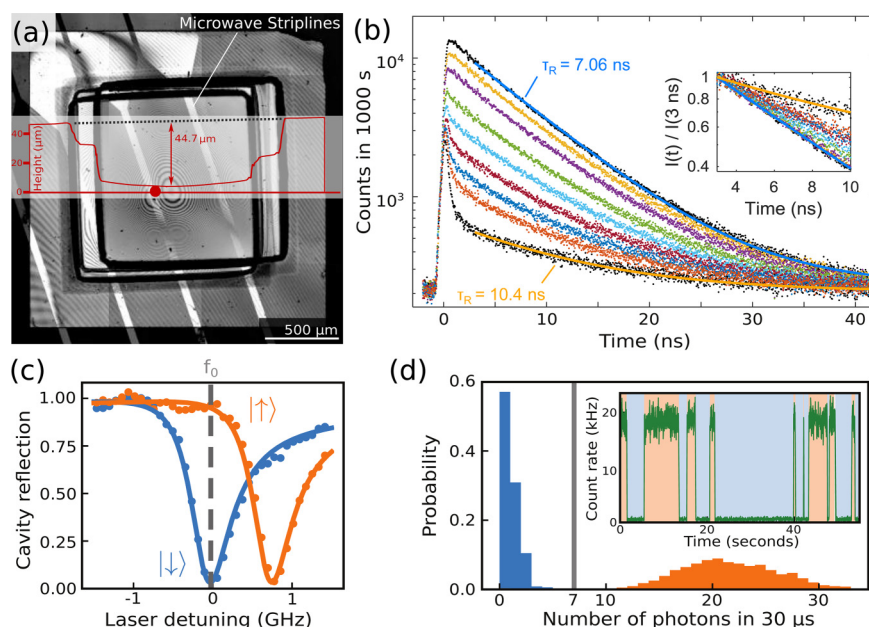 (a)
Microwave Striplines
Height (µm)
40
20
0
44.7 µm
500 µm
(b)
Counts in 1000 s
10⁴
10³
τR = 7.06 ns
τR = 10.4 ns
0 10 20 30 40
Time (ns)
I(t) / I(3 ns)
1
0.8
0.6
0.4
4 6 8 10
Time (ns)
(c)
f₀
Cavity reflection
1.00
0.75
0.50
0.25
0.00
|↑⟩
|↓⟩
-1 0 1
Laser detuning (GHz)
(d)
Probability
0.6
0.4
0.2
0.0
0 7 10 20 30
Number of photons in 30 µs
Count rate (kHz)
20
10
0
0 20 40
Time (seconds)